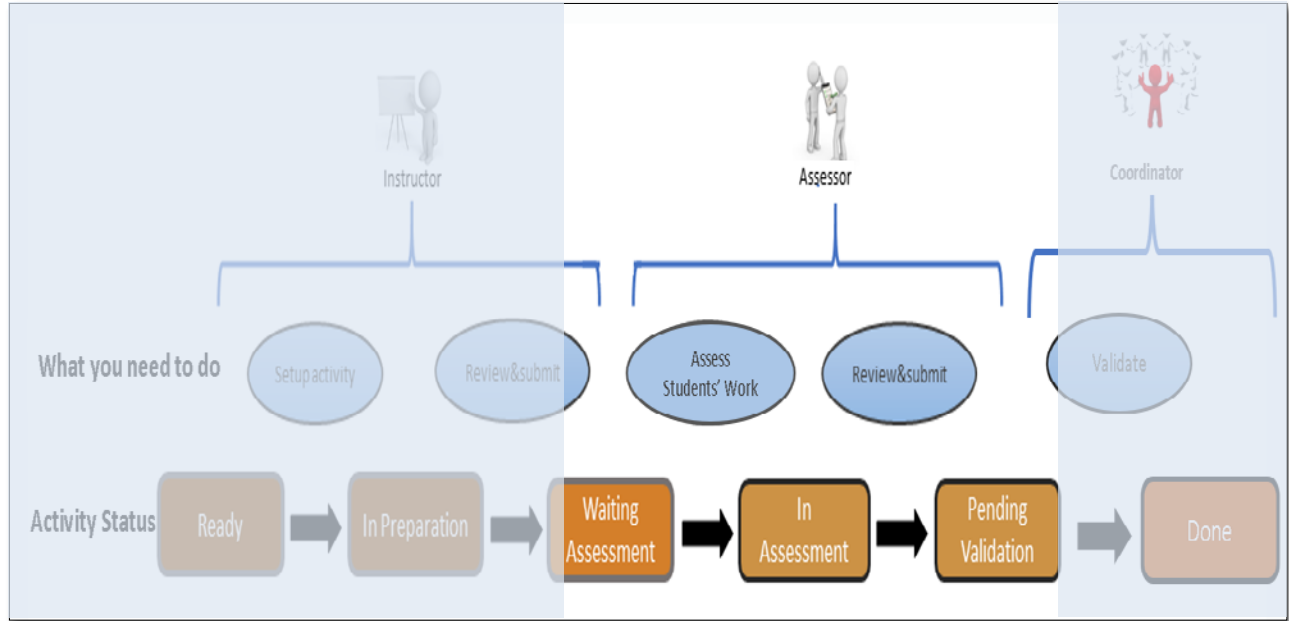 Instructor
Assessor
Coordinator
What you need to do
Setup activity
Review&submit
Assess
Students' Work
Review&submit
Validate
Activity Status
Ready
In Preparation
Waiting
Assessment
In
Assessment
Pending
Validation
Done